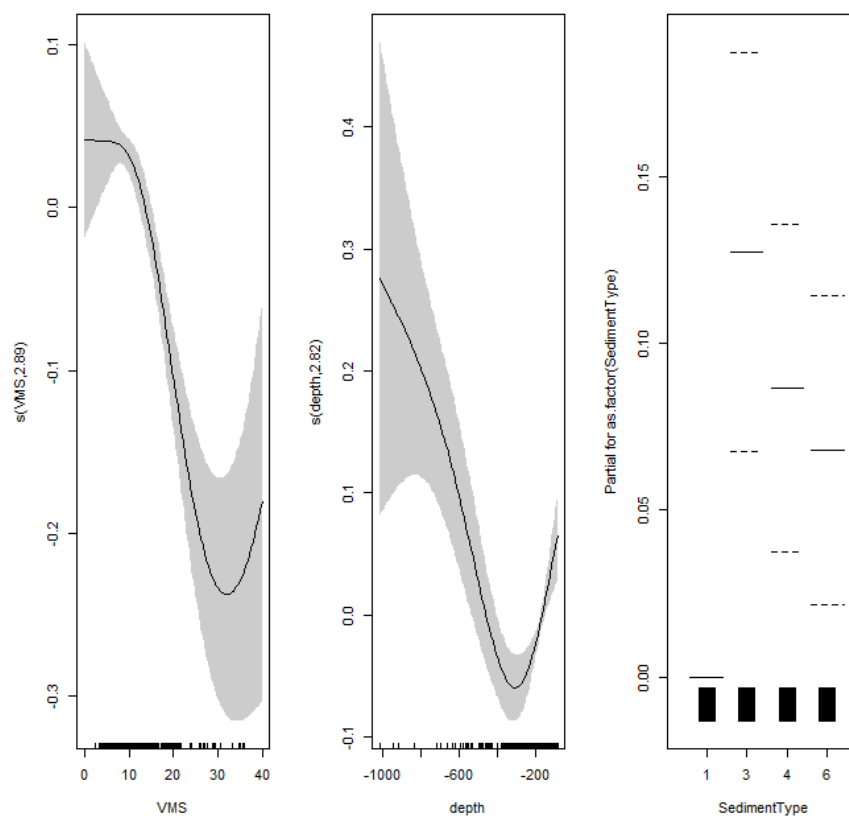 s(VMS,2.89)
0.1
0.0
-0.1
-0.2
-0.3
0 10 20 30 40
VMS
s(depth,2.82)
0.4
0.3
0.2
0.1
0.0
-0.1
-1000 -600 -200
depth
Partial for as.factor(SedimentType)
0.15
0.10
0.05
0.00
1 3 4 6
SedimentType